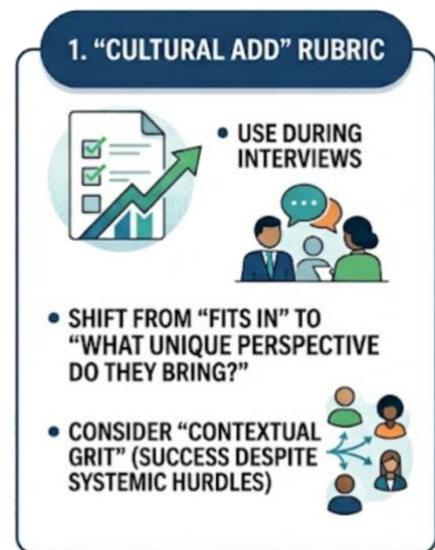 1. “CULTURAL ADD” RUBRIC
• USE DURING
INTERVIEWS
• SHIFT FROM “FITS IN” TO
“WHAT UNIQUE PERSPECTIVE
DO THEY BRING?”
• CONSIDER “CONTEXTUAL
GRIT” (SUCCESS DESPITE
SYSTEMIC HURDLES)